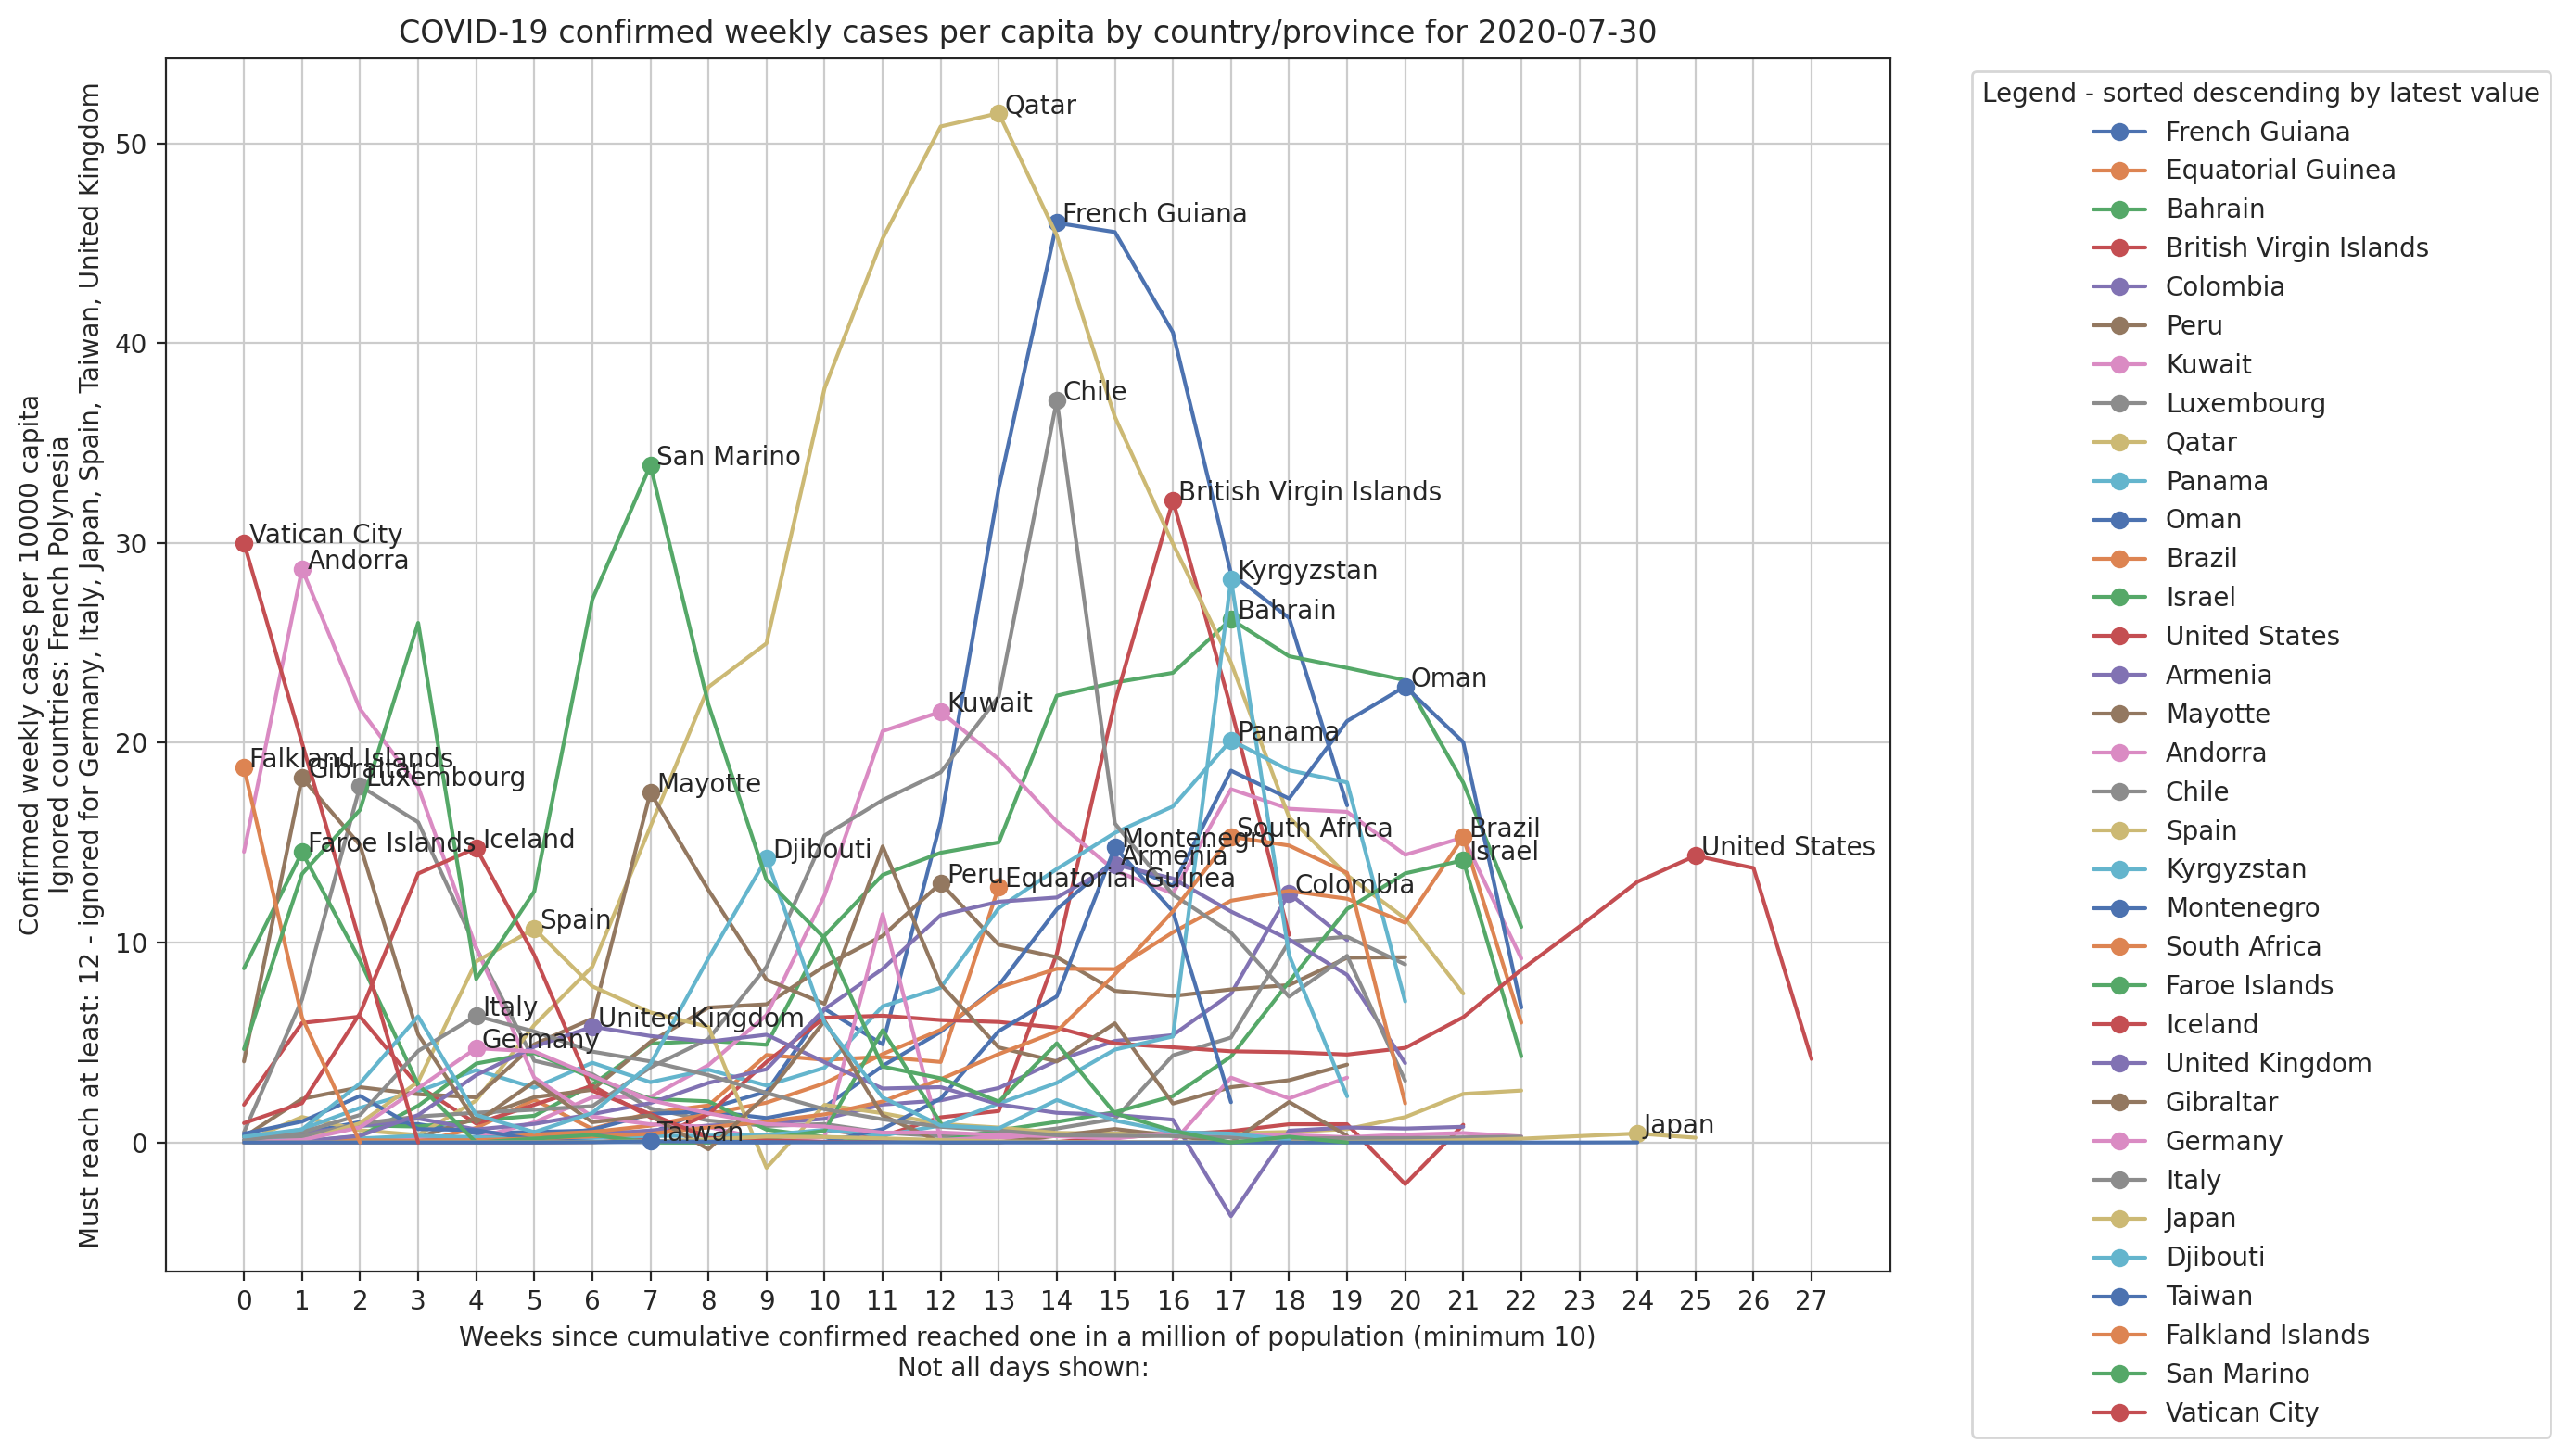 COVID-19 confirmed weekly cases per capita by country/province for 2020-07-30
Confirmed weekly cases per 10000 capita
Ignored countries: French Polynesia
Must reach at least: 12 - ignored for Germany, Italy, Japan, Spain, Taiwan, United Kingdom
50
40
30
20
10
0
Qatar
French Guiana
Chile
San Marino
British Virgin Islands
Vatican City
Andorra
Kyrgyzstan
Bahrain
Kuwait
Oman
Panama
Falkland Islands
Gibraltar
Luxembourg
Mayotte
Faroe Islands
Iceland
Djibouti
Montenegro
South Africa
Brazil
Armenia
Israel
United States
Peru
Equatorial Guinea
Colombia
Spain
Italy
United Kingdom
Germany
Taiwan
Japan
0 1 2 3 4 5 6 7 8 9 10 11 12 13 14 15 16 17 18 19 20 21 22 23 24 25 26 27
Weeks since cumulative confirmed reached one in a million of population (minimum 10)
Not all days shown:
Legend - sorted descending by latest value
French Guiana
Equatorial Guinea
Bahrain
British Virgin Islands
Colombia
Peru
Kuwait
Luxembourg
Qatar
Panama
Oman
Brazil
Israel
United States
Armenia
Mayotte
Andorra
Chile
Spain
Kyrgyzstan
Montenegro
South Africa
Faroe Islands
Iceland
United Kingdom
Gibraltar
Germany
Italy
Japan
Djibouti
Taiwan
Falkland Islands
San Marino
Vatican City